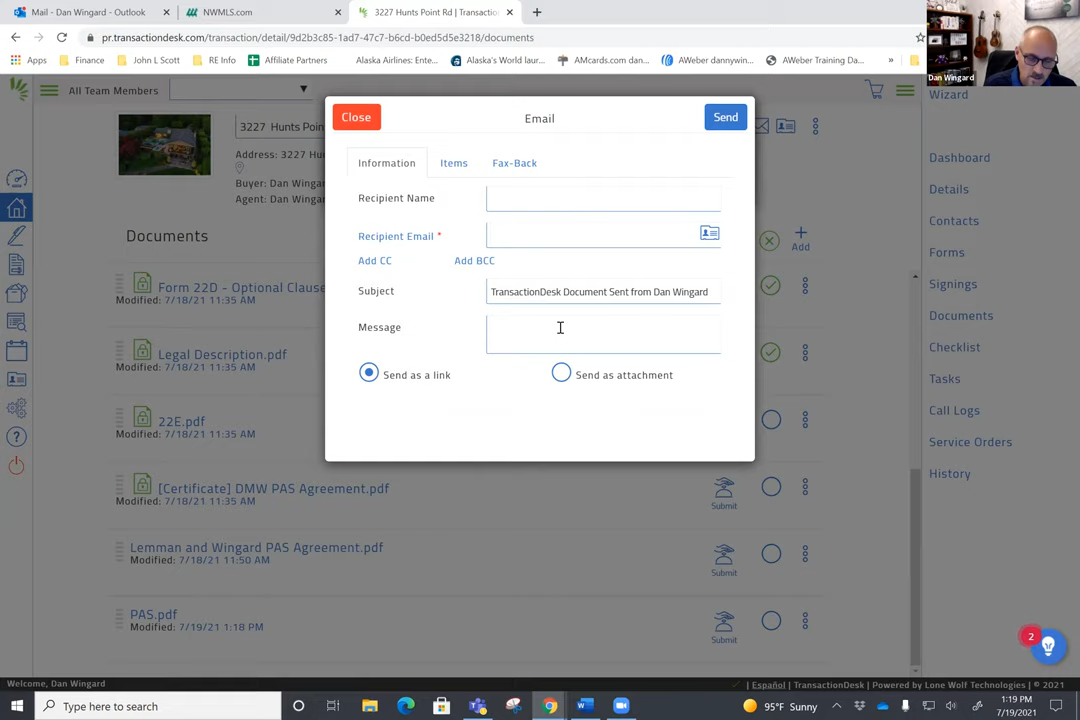 Mail - Dan Wingard - Outlook
NWMLS.com
3227 Hunts Point Rd | Transaction
pr.transactiondesk.com/transaction/detail/9d2b3c85-1ad7-47c7-b6cd-b0ed5d5e3218/documents
Apps
Finance
John L Scott
RE Info
Affiliate Partners
Alaska Airlines: Ente...
Alaska's World laur...
AMcards.com dan...
AWeber dannywin...
AWeber Training Da...
»
Dan Wingard
All Team Members
Wizard
Close
Email
Send
3227 Hunts Poin
Address: 3227 Hu
Buyer: Dan Wingar
Agent: Dan Wingar
Information
Items
Fax-Back
Recipient Name
Recipient Email *
Add CC
Add BCC
Subject
TransactionDesk Document Sent from Dan Wingard
Message
Send as a link
Send as attachment
Documents
Add
Form 22D - Optional Clause
Modified: 7/18/21 11:35 AM
Legal Description.pdf
Modified: 7/18/21 11:35 AM
22E.pdf
Modified: 7/18/21 11:35 AM
[Certificate] DMW PAS Agreement.pdf
Modified: 7/18/21 11:35 AM
Submit
Lemman and Wingard PAS Agreement.pdf
Modified: 7/18/21 11:50 AM
Submit
PAS.pdf
Modified: 7/19/21 1:18 PM
Submit
Dashboard
Details
Contacts
Forms
Signings
Documents
Checklist
Tasks
Call Logs
Service Orders
History
2
Welcome, Dan Wingard
| Español | TransactionDesk | Powered by Lone Wolf Technologies | © 2021
Type here to search
95°F Sunny
1:19 PM
7/19/2021